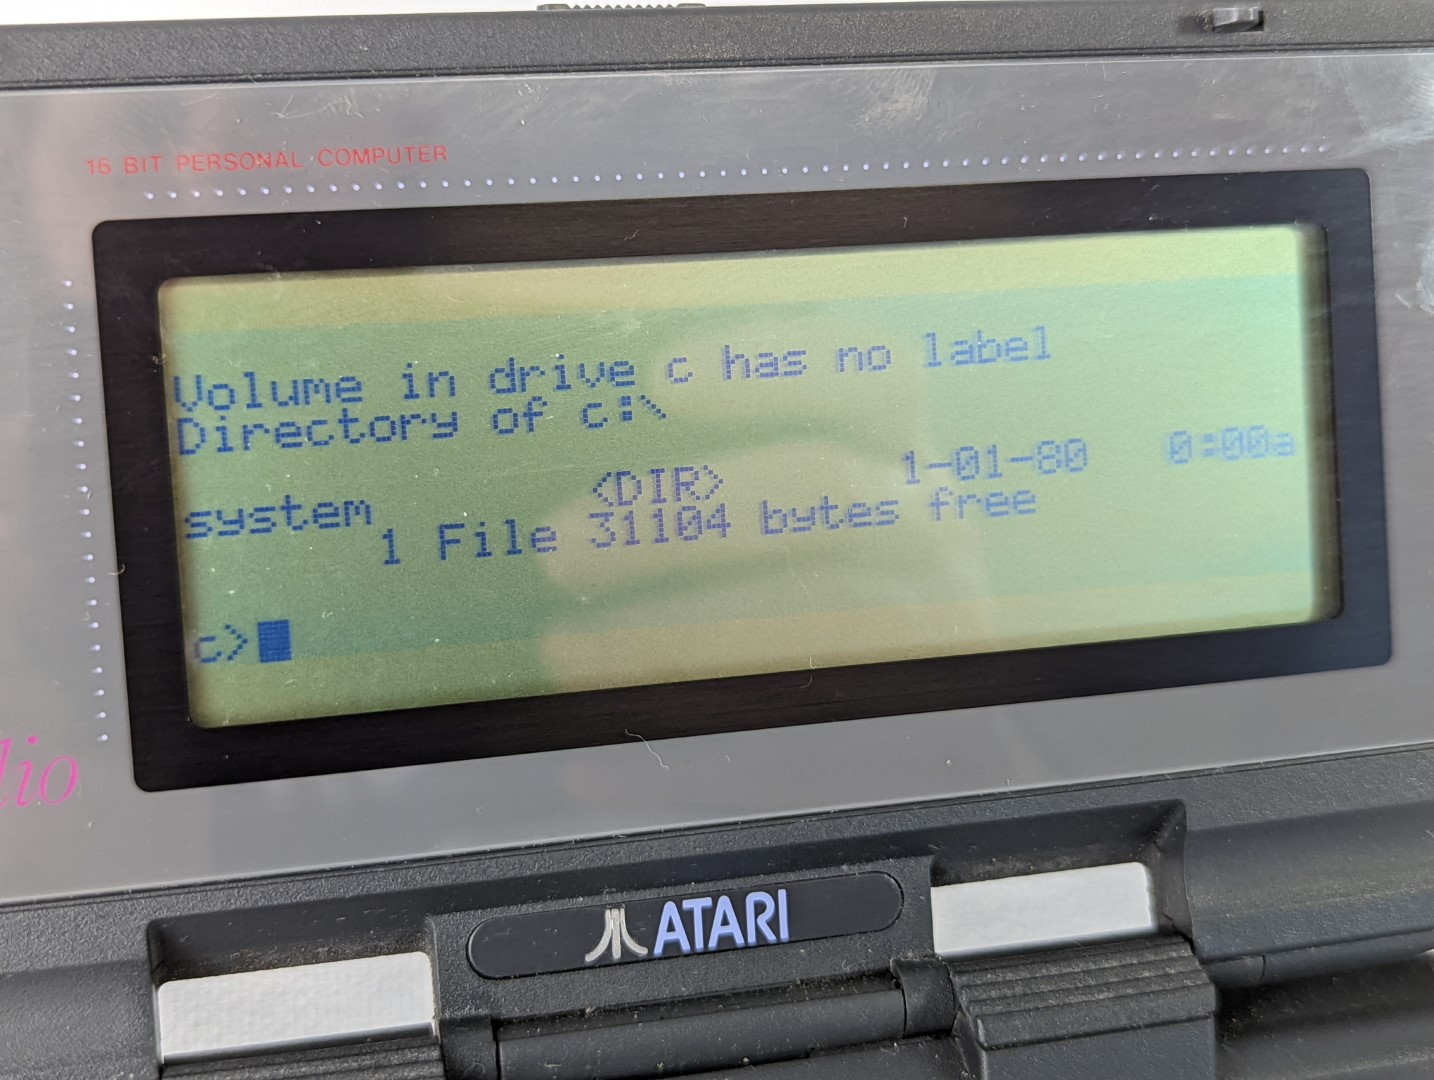 16 BIT PERSONAL COMPUTER
Volume in drive c has no label
Directory of c:\
system <DIR> 1-01-80 0:00a
1 File 31104 bytes free
c>
lio
ATARI